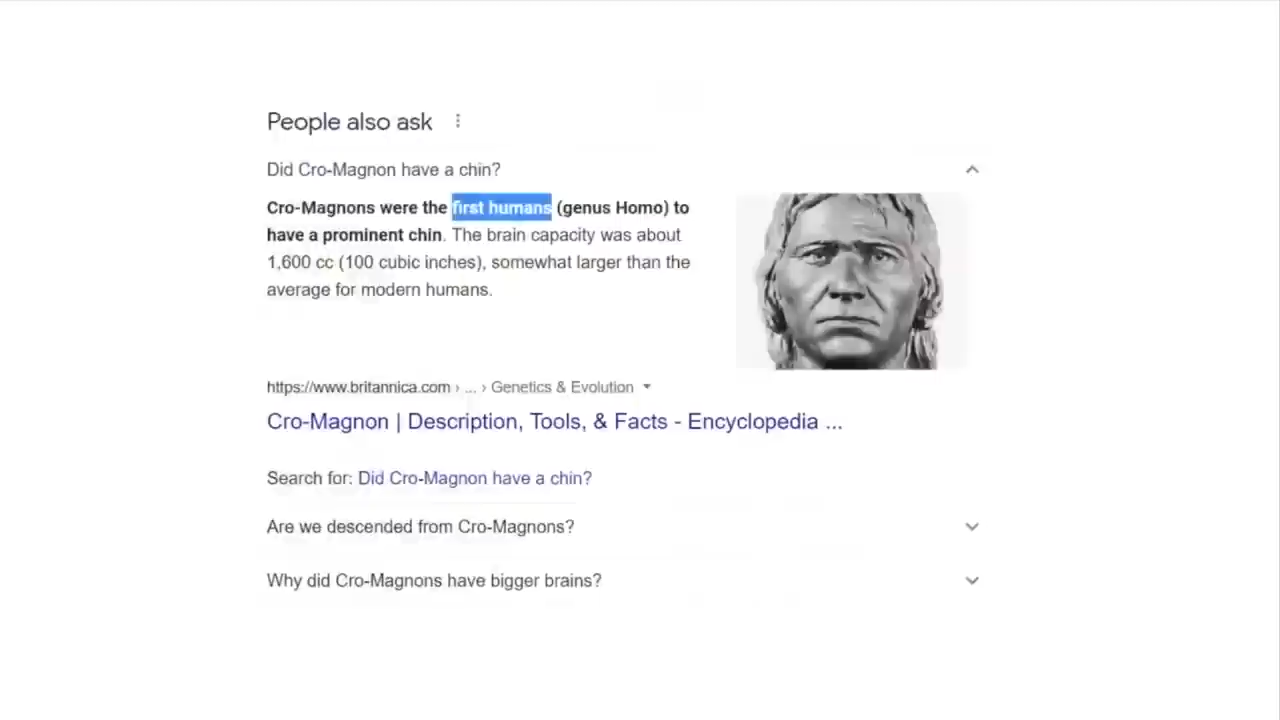 People also ask
Did Cro-Magnon have a chin?
Cro-Magnons were the first humans (genus Homo) to
have a prominent chin. The brain capacity was about
1,600 cc (100 cubic inches), somewhat larger than the
average for modern humans.
https://www.britannica.com › ... › Genetics & Evolution
Cro-Magnon | Description, Tools, & Facts - Encyclopedia ...
Search for: Did Cro-Magnon have a chin?
Are we descended from Cro-Magnons?
Why did Cro-Magnons have bigger brains?